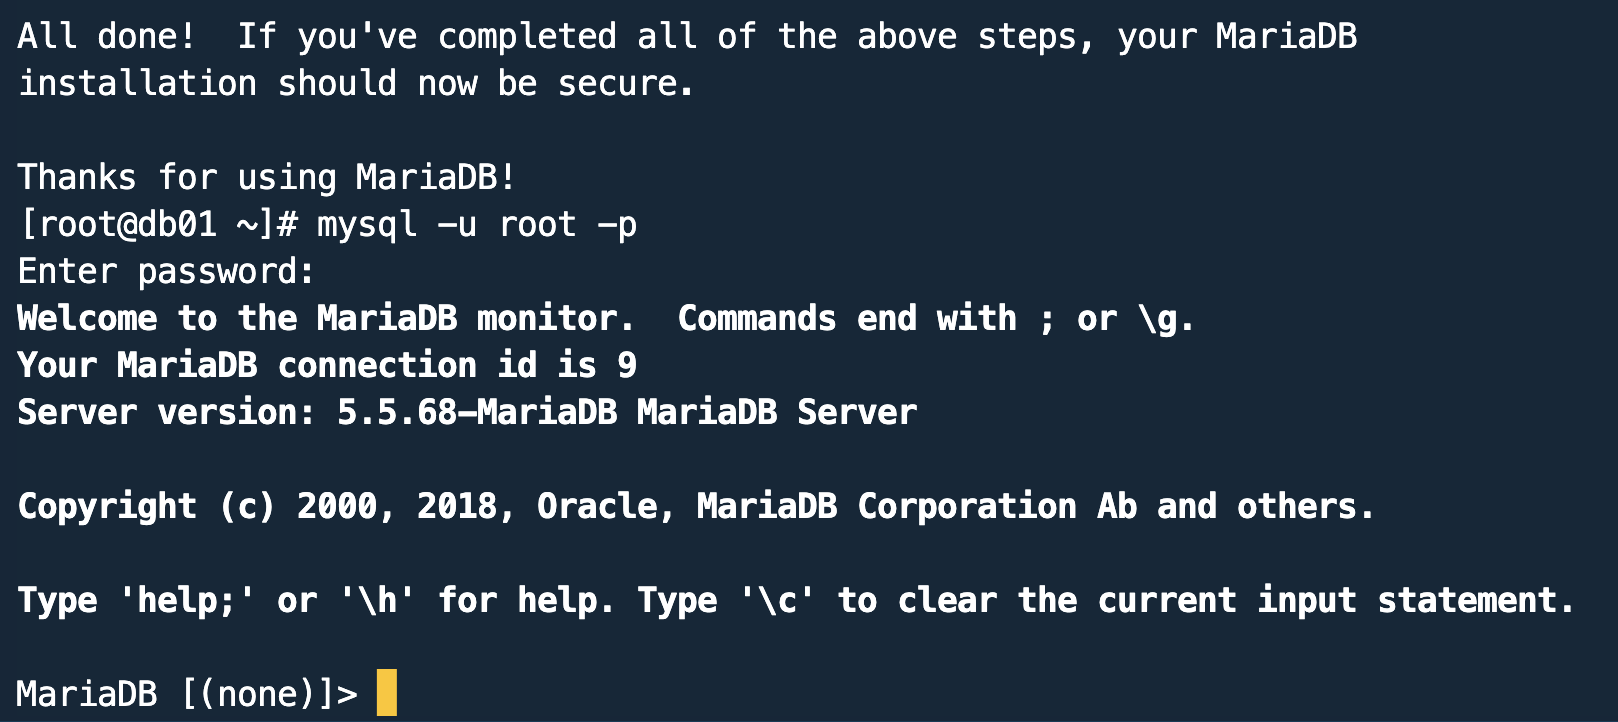 All done!  If you've completed all of the above steps, your MariaDB
installation should now be secure.

Thanks for using MariaDB!
[root@db01 ~]# mysql -u root -p
Enter password:
Welcome to the MariaDB monitor.  Commands end with ; or \g.
Your MariaDB connection id is 9
Server version: 5.5.68-MariaDB MariaDB Server

Copyright (c) 2000, 2018, Oracle, MariaDB Corporation Ab and others.

Type 'help;' or '\h' for help. Type '\c' to clear the current input statement.

MariaDB [(none)]>